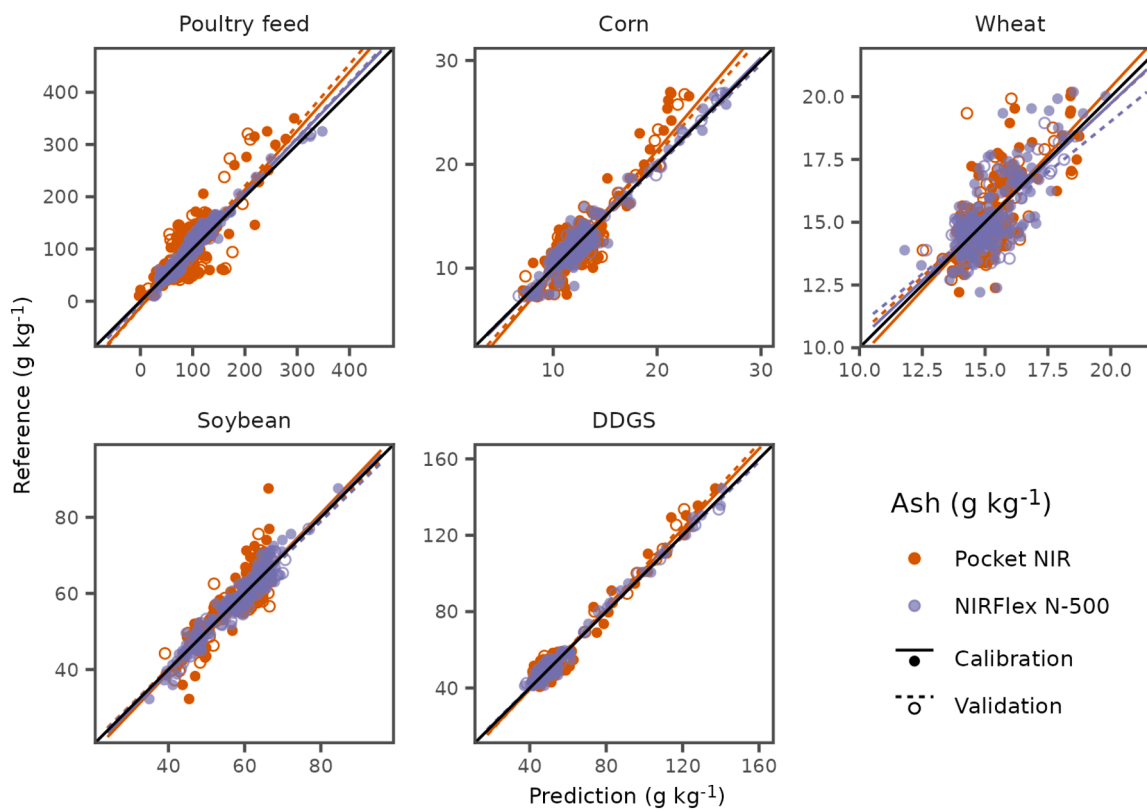 Poultry feed
Corn
Wheat
400
300
200
100
0
0 100 200 300 400
30
20
10
10 20 30
20.0
17.5
15.0
12.5
10.0
10.0 12.5 15.0 17.5 20.0
Reference (g kg-1)
Soybean
DDGS
80
60
40
40 60 80
160
120
80
40
40 80 120 160
Prediction (g kg-1)
Ash (g kg-1)
Pocket NIR
NIRFlex N-500
Calibration
Validation